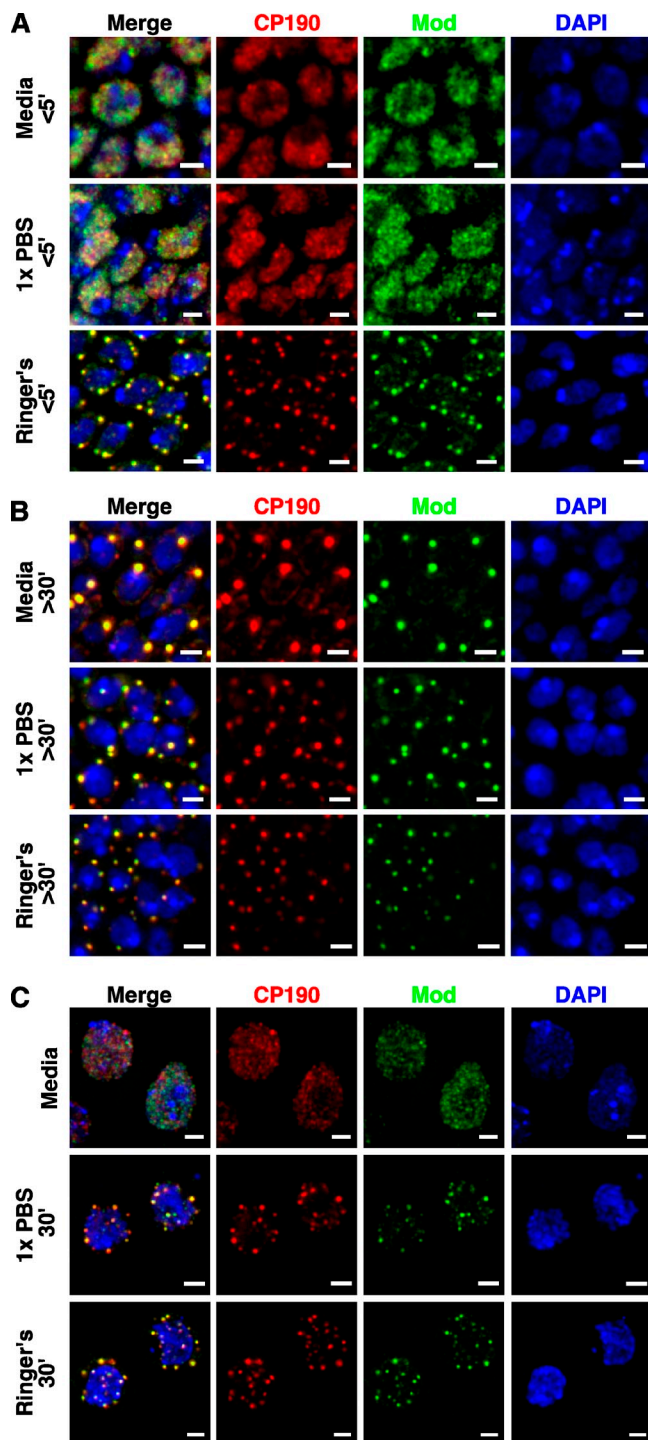 A
Merge CP190 Mod DAPI
Media
<5'
1x PBS
<5'
Ringer's
<5'
B
Merge CP190 Mod DAPI
Media
>30'
1x PBS
>30'
Ringer's
>30'
C
Merge CP190 Mod DAPI
Media
1x PBS
30'
Ringer's
30'